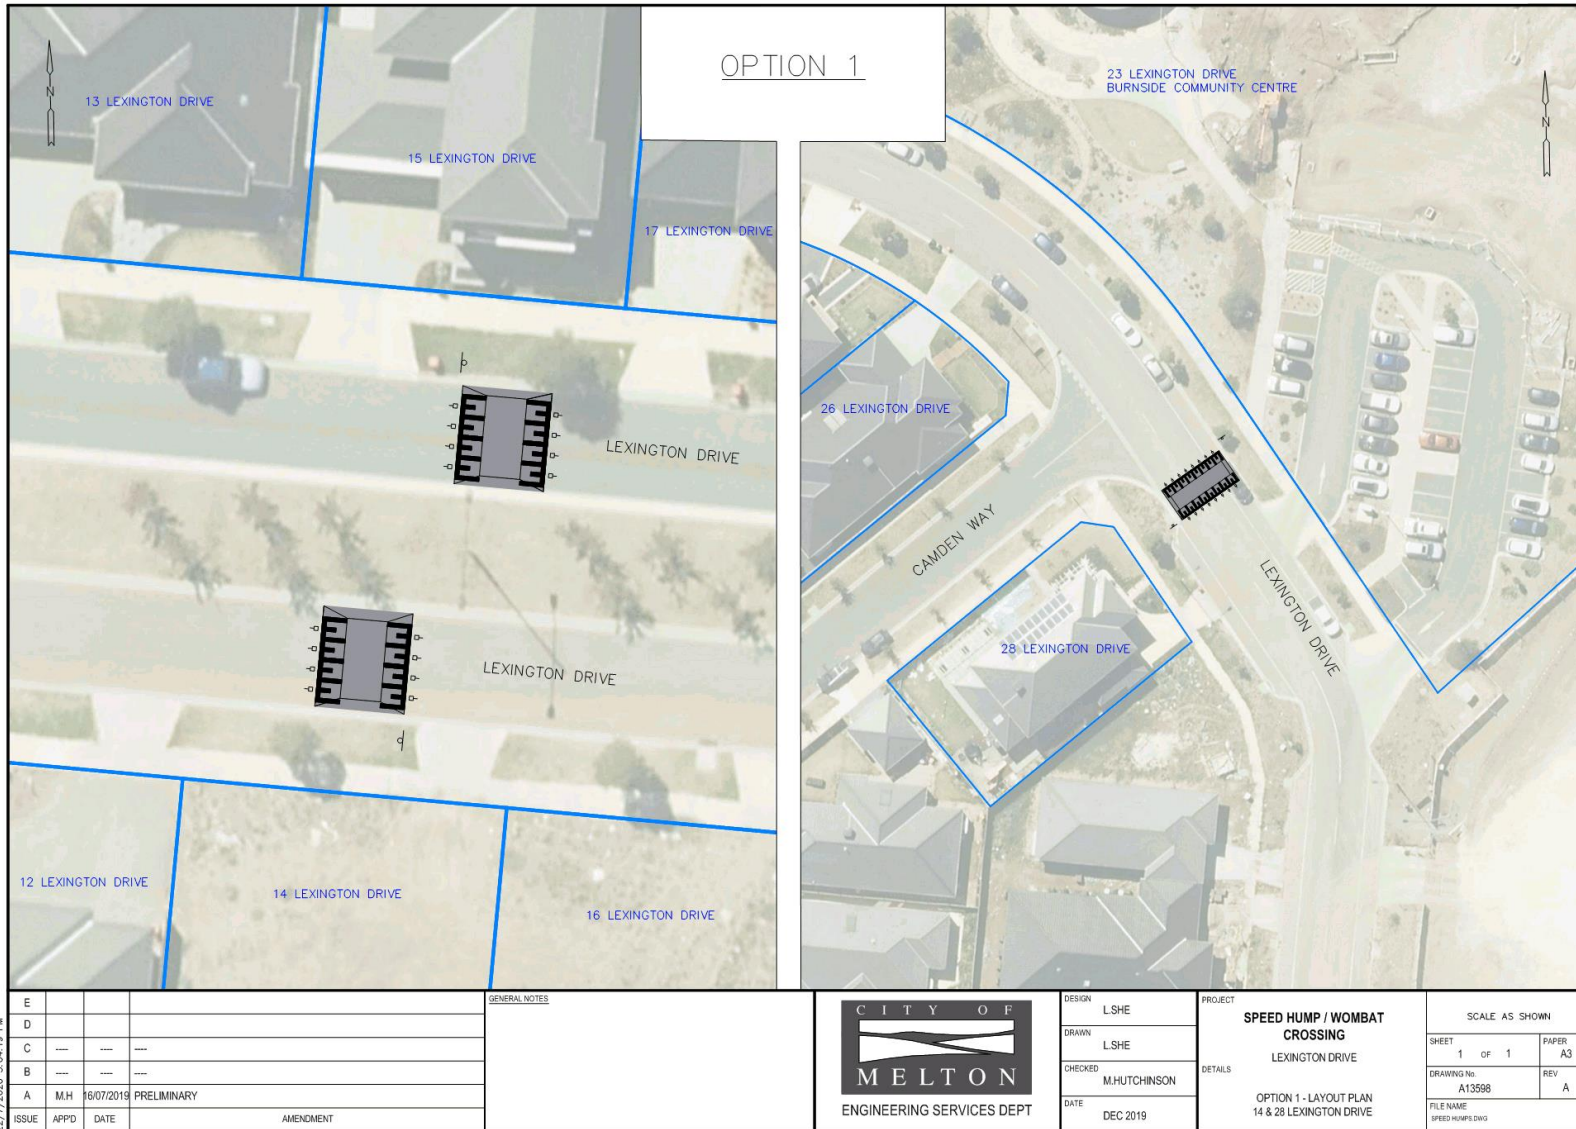 OPTION 1
N
13 LEXINGTON DRIVE
15 LEXINGTON DRIVE
17 LEXINGTON DRIVE
LEXINGTON DRIVE
LEXINGTON DRIVE
12 LEXINGTON DRIVE
14 LEXINGTON DRIVE
16 LEXINGTON DRIVE
23 LEXINGTON DRIVE
BURNSIDE COMMUNITY CENTRE
N
26 LEXINGTON DRIVE
CAMDEN WAY
LEXINGTON DRIVE
28 LEXINGTON DRIVE
E
D
C ---- ---- ----
B ---- ---- ----
A M.H 16/07/2019 PRELIMINARY
ISSUE APP'D DATE AMENDMENT
GENERAL NOTES
CITY OF
MELTON
ENGINEERING SERVICES DEPT
DESIGN
L.SHE
DRAWN
L.SHE
CHECKED
M.HUTCHINSON
DATE
DEC 2019
PROJECT
SPEED HUMP / WOMBAT
CROSSING
LEXINGTON DRIVE
DETAILS
OPTION 1 - LAYOUT PLAN
14 & 28 LEXINGTON DRIVE
SCALE AS SHOWN
SHEET
1 OF 1
PAPER
A3
DRAWING No.
A13598
REV
A
FILE NAME
SPEED HUMPS.DWG